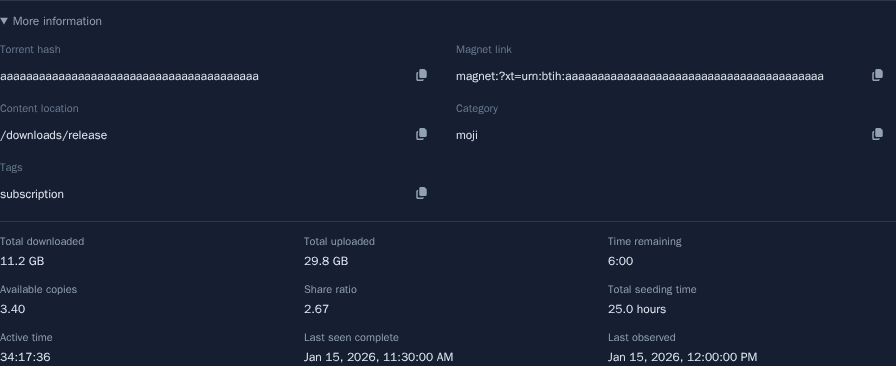 More information
Torrent hash
aaaaaaaaaaaaaaaaaaaaaaaaaaaaaaaaaaaaaaaa
Magnet link
magnet:?xt=urn:btih:aaaaaaaaaaaaaaaaaaaaaaaaaaaaaaaaaaaaaaaa
Content location
/downloads/release
Category
moji
Tags
subscription
Total downloaded
11.2 GB
Total uploaded
29.8 GB
Time remaining
6:00
Available copies
3.40
Share ratio
2.67
Total seeding time
25.0 hours
Active time
34:17:36
Last seen complete
Jan 15, 2026, 11:30:00 AM
Last observed
Jan 15, 2026, 12:00:00 PM